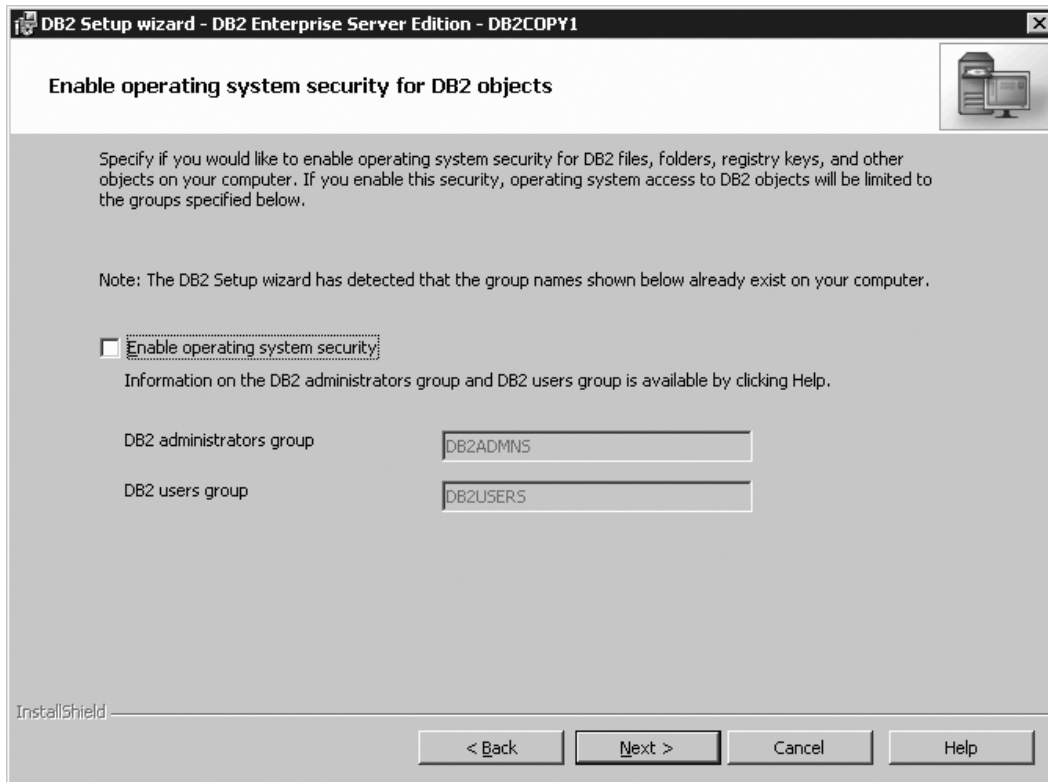 DB2 Setup wizard - DB2 Enterprise Server Edition - DB2COPY1
Enable operating system security for DB2 objects
Specify if you would like to enable operating system security for DB2 files, folders, registry keys, and other
objects on your computer. If you enable this security, operating system access to DB2 objects will be limited to
the groups specified below.
Note: The DB2 Setup wizard has detected that the group names shown below already exist on your computer.
Enable operating system security
Information on the DB2 administrators group and DB2 users group is available by clicking Help.
DB2 administrators group
DB2ADMNS
DB2 users group
DB2USERS
InstallShield
< Back
Next >
Cancel
Help